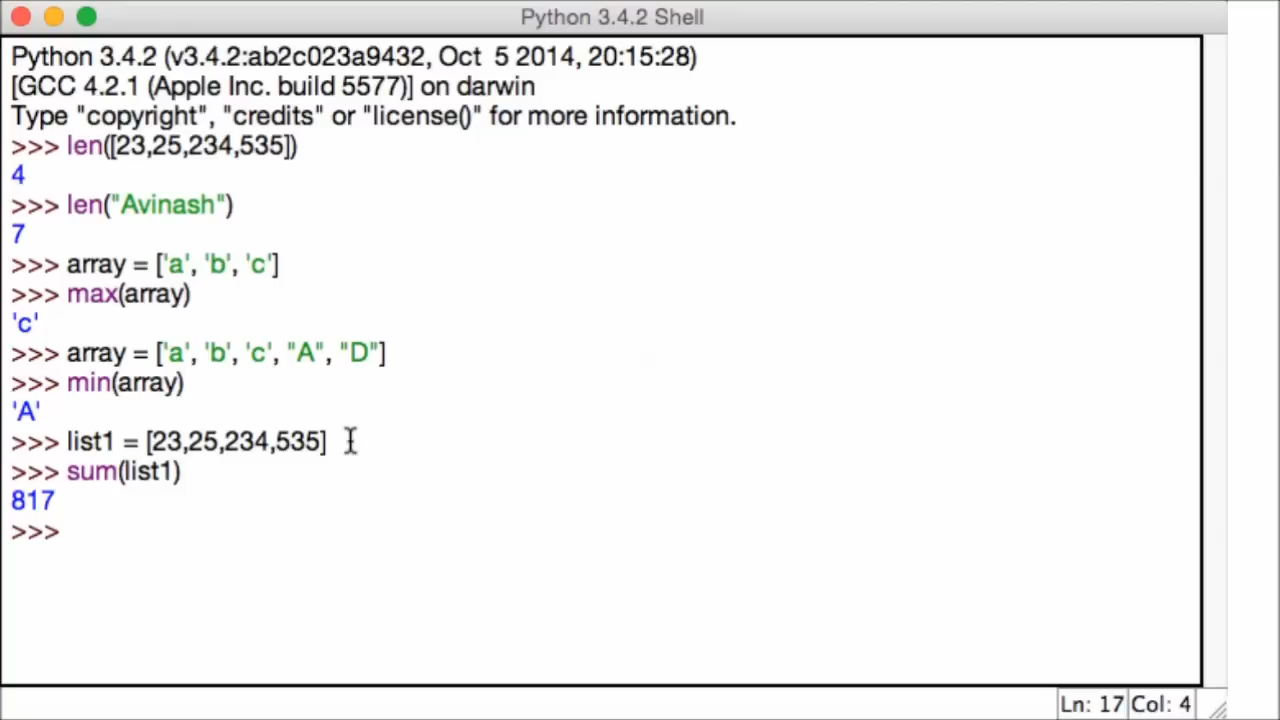 Python 3.4.2 Shell
Python 3.4.2 (v3.4.2:ab2c023a9432, Oct  5 2014, 20:15:28)
[GCC 4.2.1 (Apple Inc. build 5577)] on darwin
Type "copyright", "credits" or "license()" for more information.
>>> len([23,25,234,535])
4
>>> len("Avinash")
7
>>> array = ['a', 'b', 'c']
>>> max(array)
'c'
>>> array = ['a', 'b', 'c', "A", "D"]
>>> min(array)
'A'
>>> list1 = [23,25,234,535]
>>> sum(list1)
817
>>>
Ln: 17 Col: 4